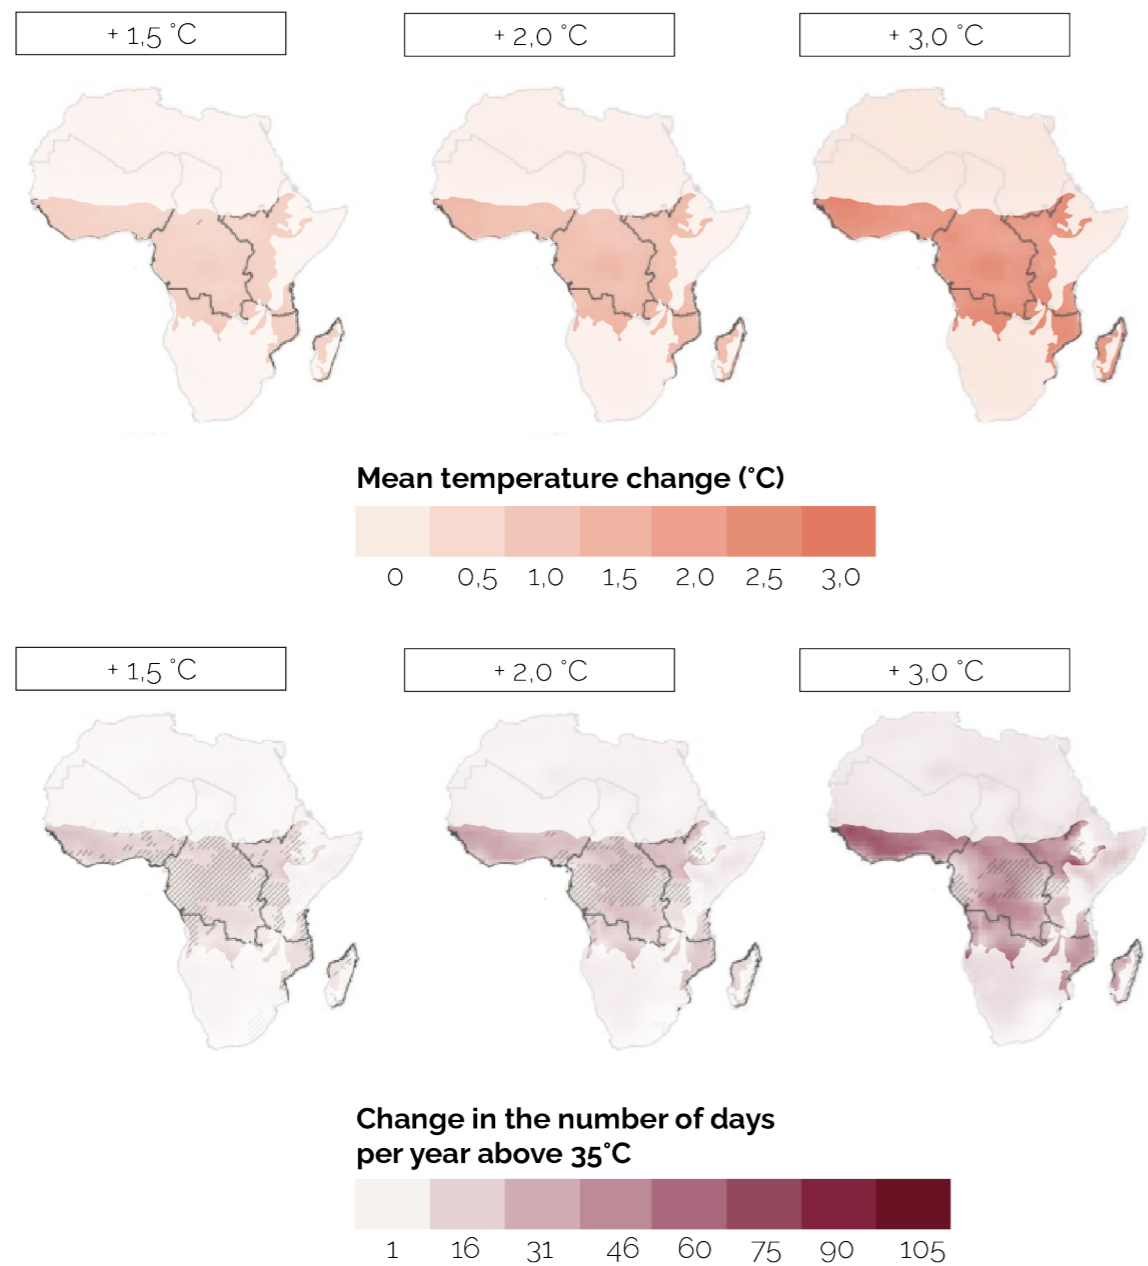 + 1,5 °C
+ 2,0 °C
+ 3,0 °C
Mean temperature change (°C)
0 0,5 1,0 1,5 2,0 2,5 3,0
+ 1,5 °C
+ 2,0 °C
+ 3,0 °C
Change in the number of days
per year above 35°C
1 16 31 46 60 75 90 105